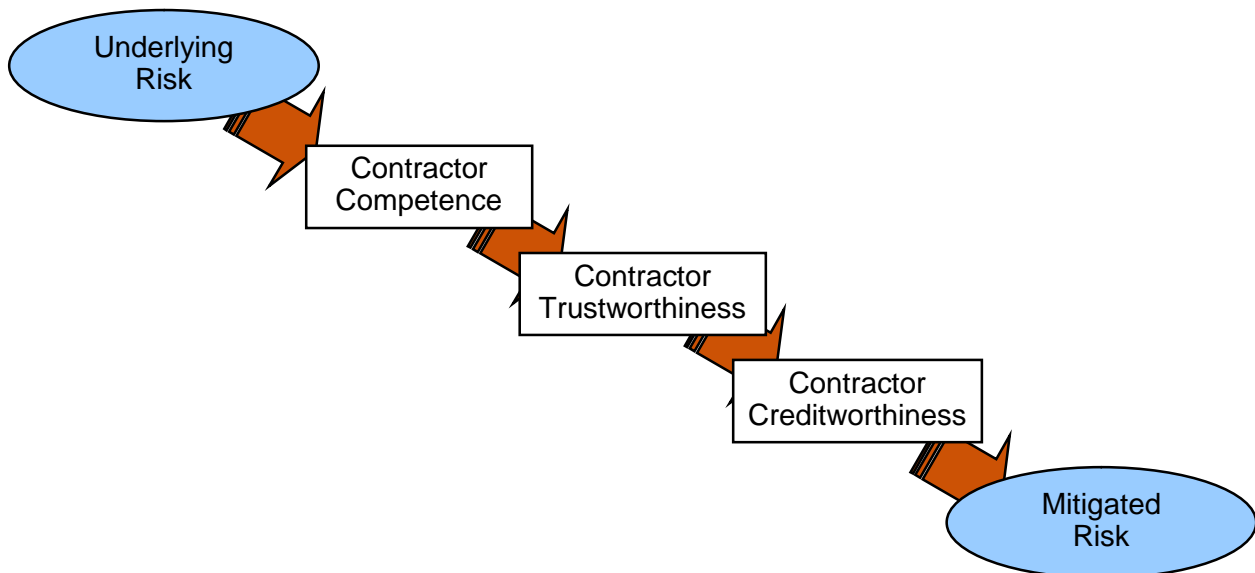 Underlying
Risk
Contractor
Competence
Contractor
Trustworthiness
Contractor
Creditworthiness
Mitigated
Risk